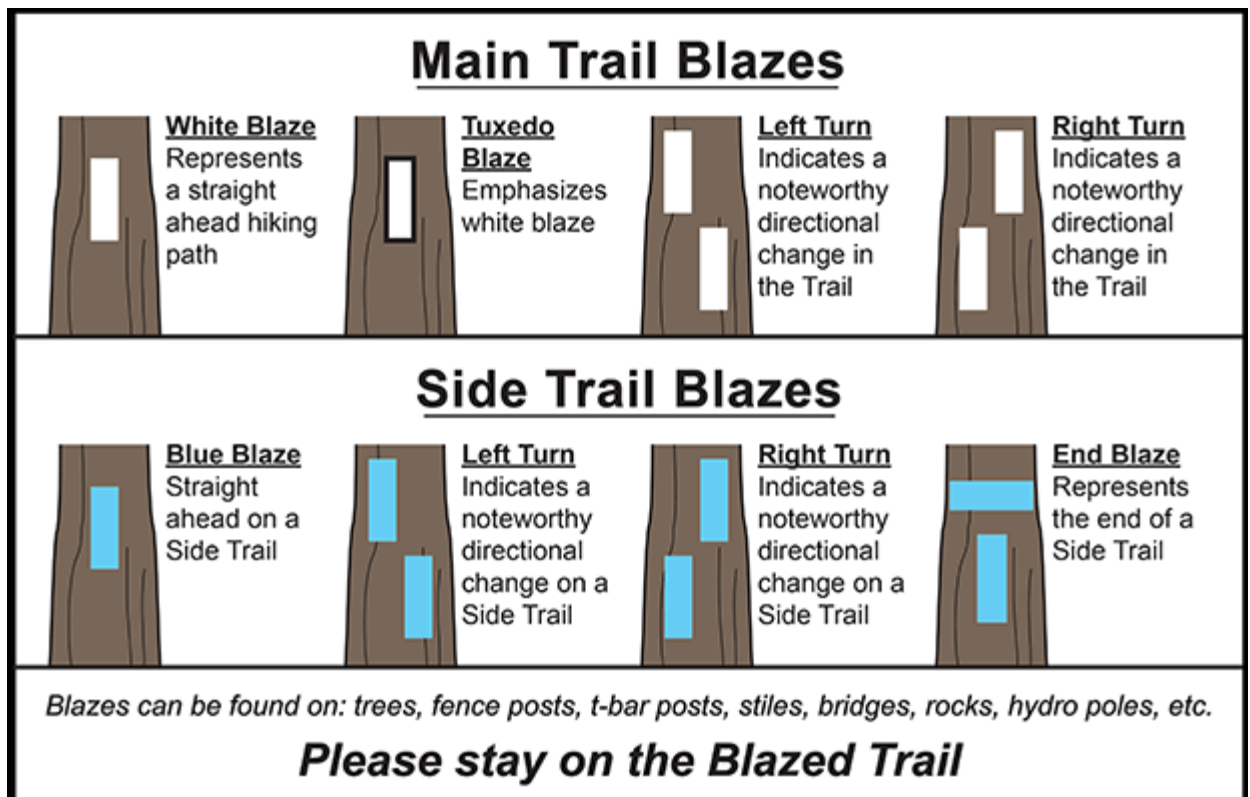 Main Trail Blazes
White Blaze
Represents
a straight
ahead hiking
path
Tuxedo
Blaze
Emphasizes
white blaze
Left Turn
Indicates a
noteworthy
directional
change in
the Trail
Right Turn
Indicates a
noteworthy
directional
change in
the Trail
Side Trail Blazes
Blue Blaze
Straight
ahead on a
Side Trail
Left Turn
Indicates a
noteworthy
directional
change on a
Side Trail
Right Turn
Indicates a
noteworthy
directional
change on a
Side Trail
End Blaze
Represents
the end of a
Side Trail
Blazes can be found on: trees, fence posts, t-bar posts, stiles, bridges, rocks, hydro poles, etc.
Please stay on the Blazed Trail